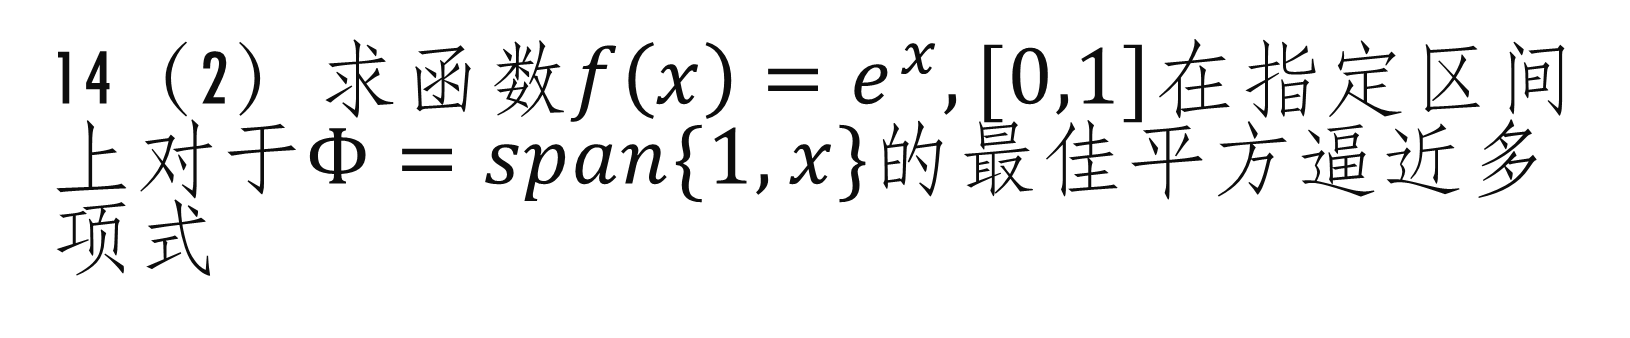 14（2）求函数f(x) = eˣ, [0,1]在指定区间
上对于Φ = span{1, x}的最佳平方逼近多
项式